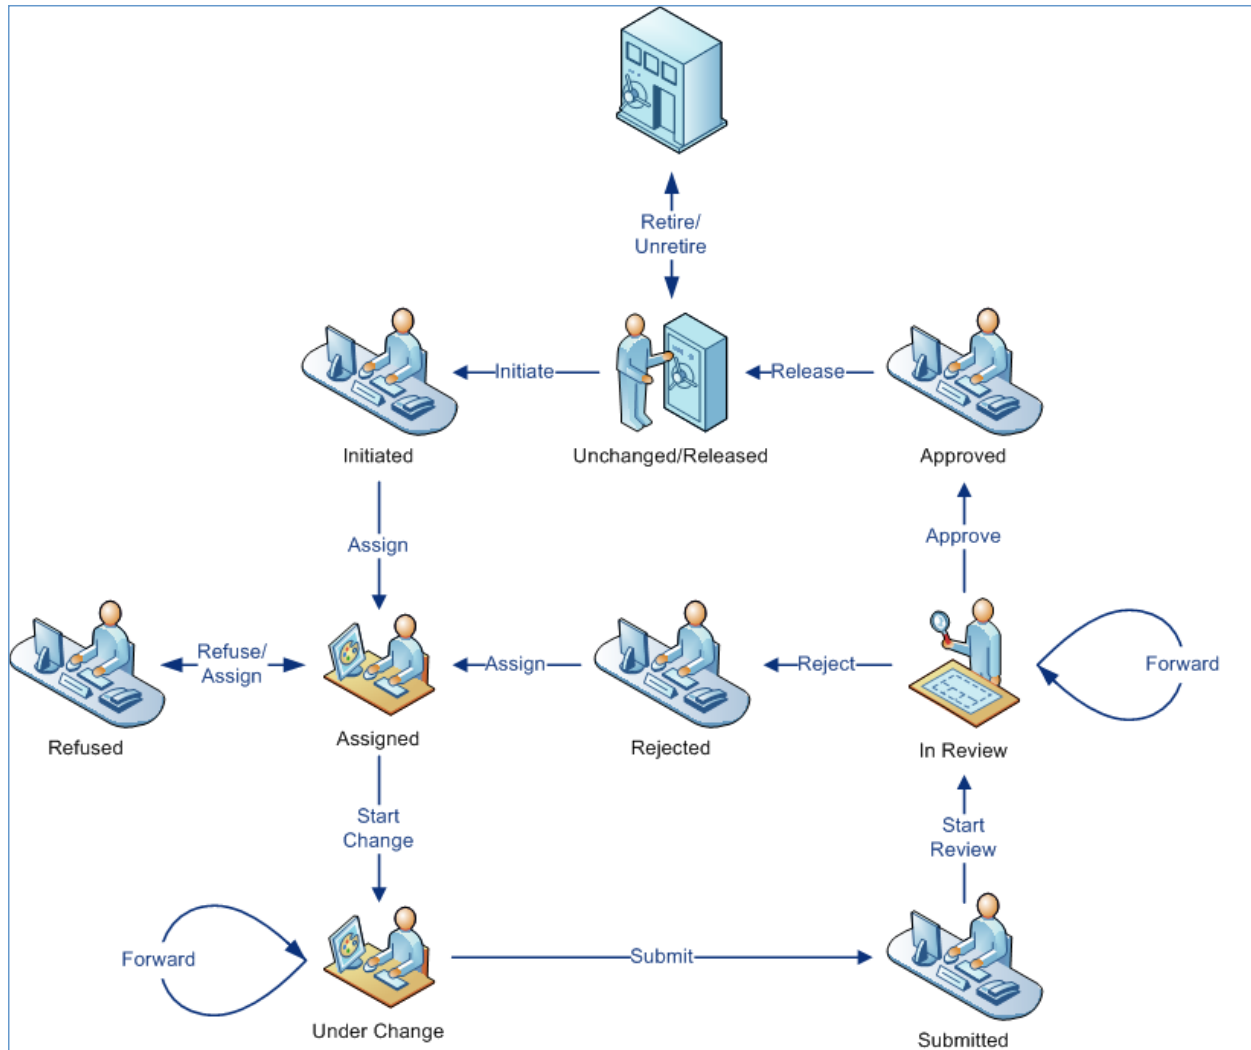 Retire/
Unretire
Initiate
Release
Initiated
Unchanged/Released
Approved
Assign
Approve
Refuse/
Assign
Assign
Reject
Forward
Refused
Assigned
Rejected
In Review
Start
Change
Start
Review
Forward
Submit
Under Change
Submitted